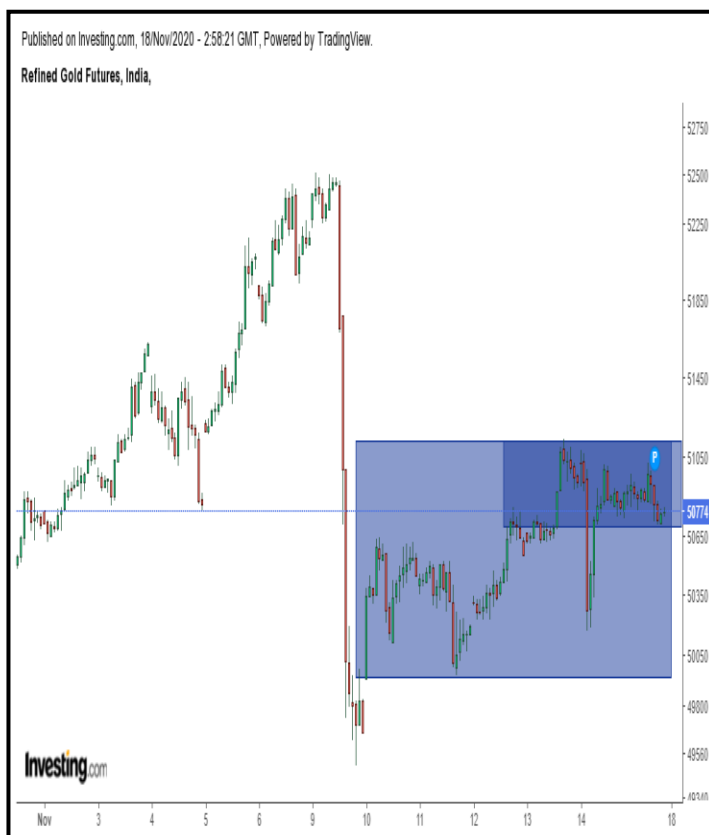 Published on Investing.com, 18/Nov/2020 - 2:58:21 GMT, Powered by TradingView.
Refined Gold Futures, India,
52750
52500
52250
51850
51450
51050
P
50774
50650
50350
50050
49800
49560
49340
Investing.com
Nov 3 4 5 6 7 9 10 11 12 13 14 18